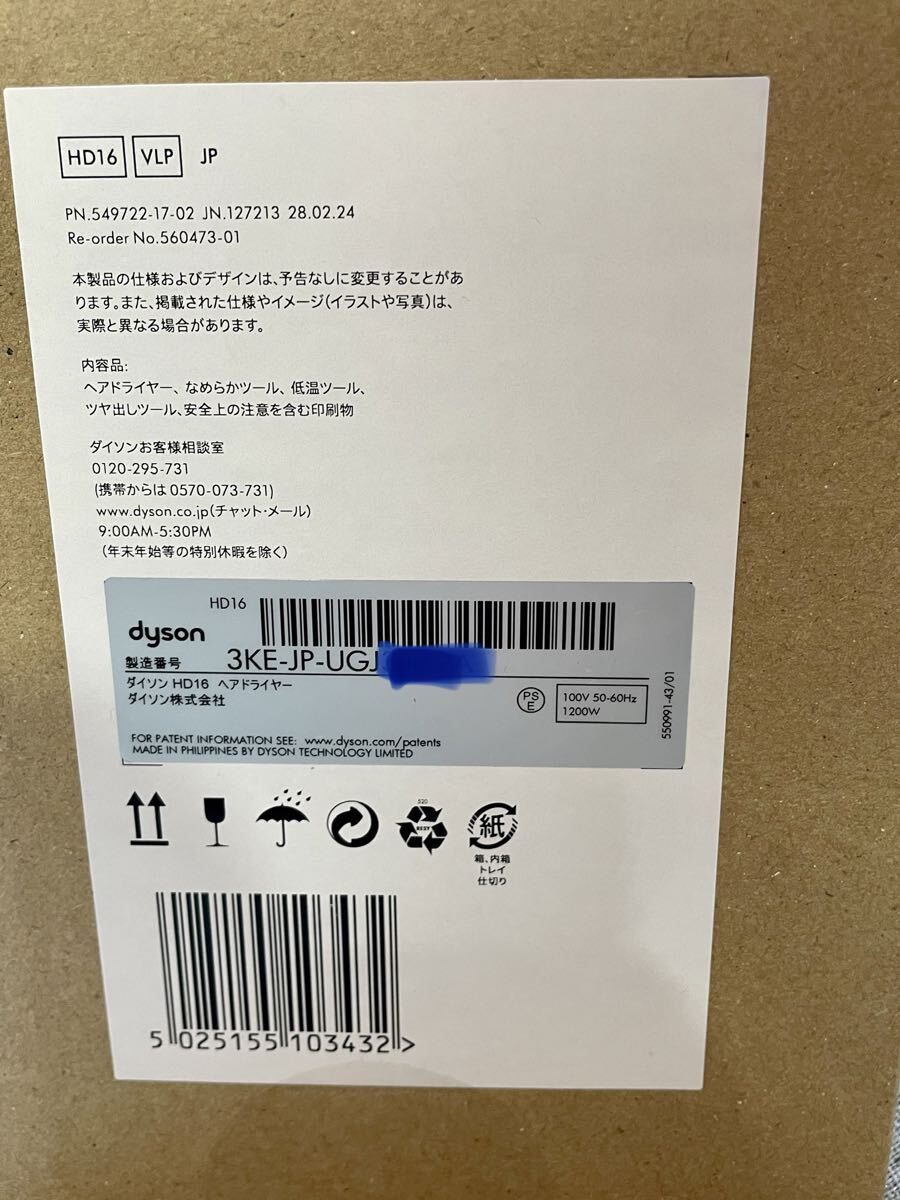 HD16 VLP JP
PN.549722-17-02 JN.127213 28.02.24
Re-order No.560473-01
本製品の仕様およびデザインは、予告なしに変更することがあ
ります。また、掲載された仕様やイメージ(イラストや写真)は、
実際と異なる場合があります。
内容品:
ヘアドライヤー、なめらかツール、低温ツール、
ツヤ出しツール、安全上の注意を含む印刷物
ダイソンお客様相談室
0120-295-731
(携帯からは 0570-073-731)
www.dyson.co.jp(チャット・メール)
9:00AM-5:30PM
(年末年始等の特別休暇を除く)
HD16
dyson
製造番号 3KE-JP-UGJ
ダイソン HD16 ヘアドライヤー
ダイソン株式会社
PS
E
100V 50-60Hz
1200W
550991-43/01
FOR PATENT INFORMATION SEE: www.dyson.com/patents
MADE IN PHILIPPINES BY DYSON TECHNOLOGY LIMITED
520
RESY
紙
箱、内箱
トレイ
仕切り
5 025155 103432 >